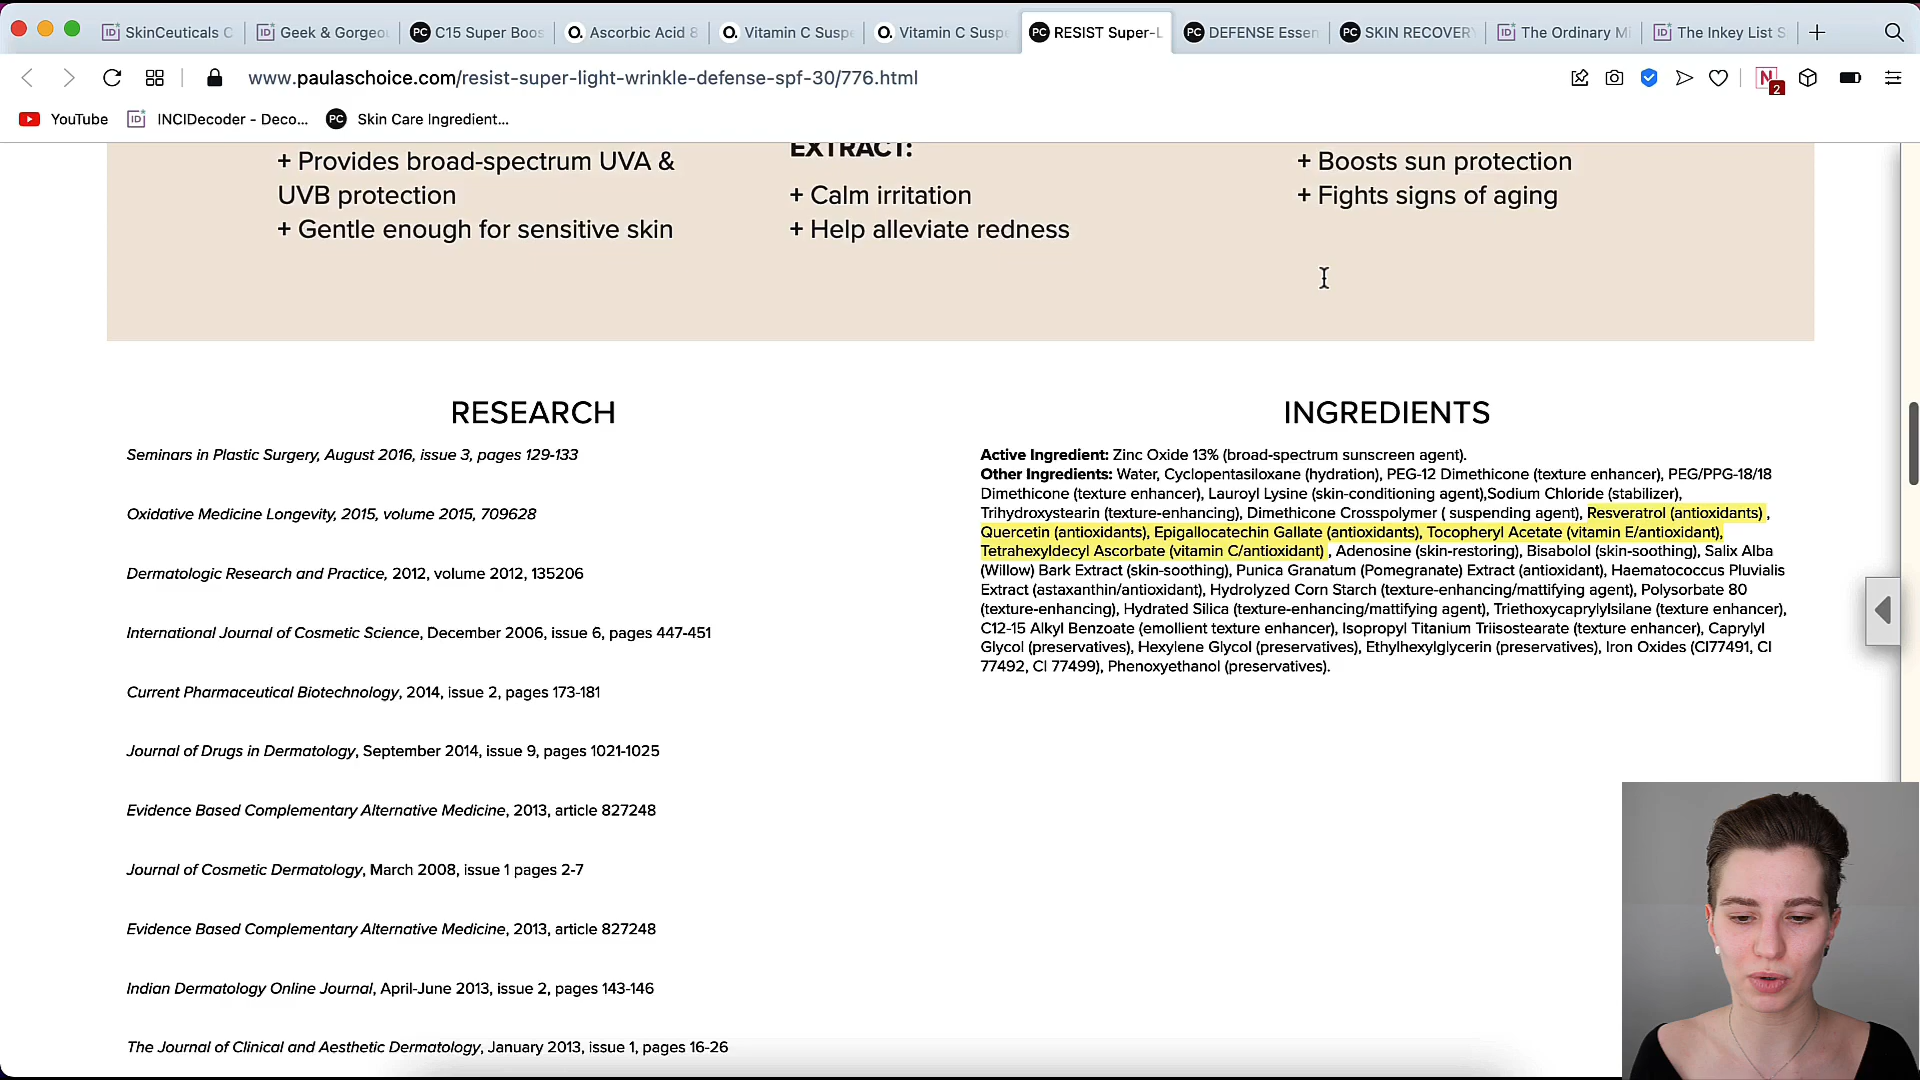 SkinCeuticals C
Geek & Gorgeou
C15 Super Boos
Ascorbic Acid 8
Vitamin C Suspe
Vitamin C Suspe
RESIST Super-L
DEFENSE Essen
SKIN RECOVERY
The Ordinary Mi
The Inkey List S
www.paulaschoice.com/resist-super-light-wrinkle-defense-spf-30/776.html
N 2
YouTube
INCIDecoder - Deco...
Skin Care Ingredient...
+ Provides broad-spectrum UVA &
UVB protection
+ Gentle enough for sensitive skin
EXTRACT:
+ Calm irritation
+ Help alleviate redness
+ Boosts sun protection
+ Fights signs of aging
RESEARCH
Seminars in Plastic Surgery, August 2016, issue 3, pages 129-133
Oxidative Medicine Longevity, 2015, volume 2015, 709628
Dermatologic Research and Practice, 2012, volume 2012, 135206
International Journal of Cosmetic Science, December 2006, issue 6, pages 447-451
Current Pharmaceutical Biotechnology, 2014, issue 2, pages 173-181
Journal of Drugs in Dermatology, September 2014, issue 9, pages 1021-1025
Evidence Based Complementary Alternative Medicine, 2013, article 827248
Journal of Cosmetic Dermatology, March 2008, issue 1 pages 2-7
Evidence Based Complementary Alternative Medicine, 2013, article 827248
Indian Dermatology Online Journal, April-June 2013, issue 2, pages 143-146
The Journal of Clinical and Aesthetic Dermatology, January 2013, issue 1, pages 16-26
INGREDIENTS
Active Ingredient: Zinc Oxide 13% (broad-spectrum sunscreen agent).
Other Ingredients: Water, Cyclopentasiloxane (hydration), PEG-12 Dimethicone (texture enhancer), PEG/PPG-18/18
Dimethicone (texture enhancer), Lauroyl Lysine (skin-conditioning agent),Sodium Chloride (stabilizer),
Trihydroxystearin (texture-enhancing), Dimethicone Crosspolymer ( suspending agent), Resveratrol (antioxidants) ,
Quercetin (antioxidants), Epigallocatechin Gallate (antioxidants), Tocopheryl Acetate (vitamin E/antioxidant),
Tetrahexyldecyl Ascorbate (vitamin C/antioxidant) , Adenosine (skin-restoring), Bisabolol (skin-soothing), Salix Alba
(Willow) Bark Extract (skin-soothing), Punica Granatum (Pomegranate) Extract (antioxidant), Haematococcus Pluvialis
Extract (astaxanthin/antioxidant), Hydrolyzed Corn Starch (texture-enhancing/mattifying agent), Polysorbate 80
(texture-enhancing), Hydrated Silica (texture-enhancing/mattifying agent), Triethoxycaprylylsilane (texture enhancer),
C12-15 Alkyl Benzoate (emollient texture enhancer), Isopropyl Titanium Triisostearate (texture enhancer), Caprylyl
Glycol (preservatives), Hexylene Glycol (preservatives), Ethylhexylglycerin (preservatives), Iron Oxides (CI77491, CI
77492, CI 77499), Phenoxyethanol (preservatives).